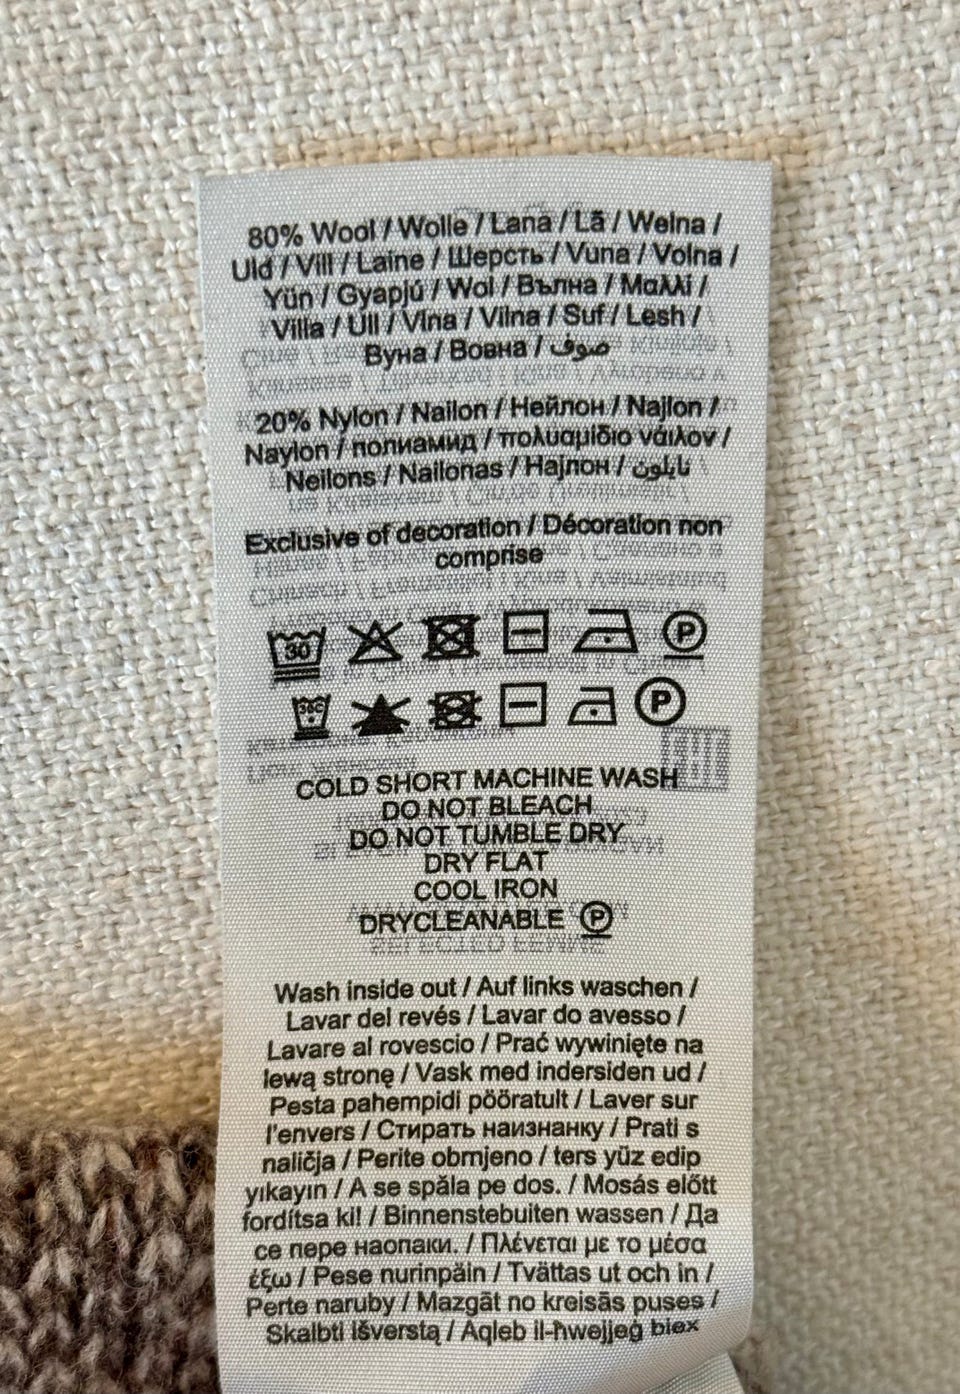 80% Wool / Wolle / Lana / Lã / Welna /
Uld / Vill / Laine / Шерсть / Vuna / Volna /
Yün / Gyapjú / Wol / Вълна / Μαλλί /
Villa / Ull / Vlna / Vilna / Suf / Lesh /
Вуна / Вовна / صوف
20% Nylon / Nailon / Нейлон / Najlon /
Naylon / полиамид / πολυαμίδιο νάιλον /
Neilons / Nailonas / Најлон / نايلون
Exclusive of decoration / Décoration non
comprise
30 P
30C P
COLD SHORT MACHINE WASH
DO NOT BLEACH
DO NOT TUMBLE DRY
DRY FLAT
COOL IRON
DRYCLEANABLE P
Wash inside out / Auf links waschen /
Lavar del revés / Lavar do avesso /
Lavare al rovescio / Prać wywinięte na
lewą stronę / Vask med indersiden ud /
Pesta pahempidi pööratult / Laver sur
l'envers / Стирать наизнанку / Prati s
naličja / Perite obrnjeno / ters yüz edip
yıkayın / A se spăla pe dos. / Mosás előtt
fordítsa ki! / Binnenstebuiten wassen / Да
се пере наопаки. / Πλένεται με το μέσα
έξω / Pese nurinpäin / Tvättas ut och in /
Perte naruby / Mazgāt no kreisās puses /
Skalbti išverstą / Aqleb il-ħwejjeġ biex